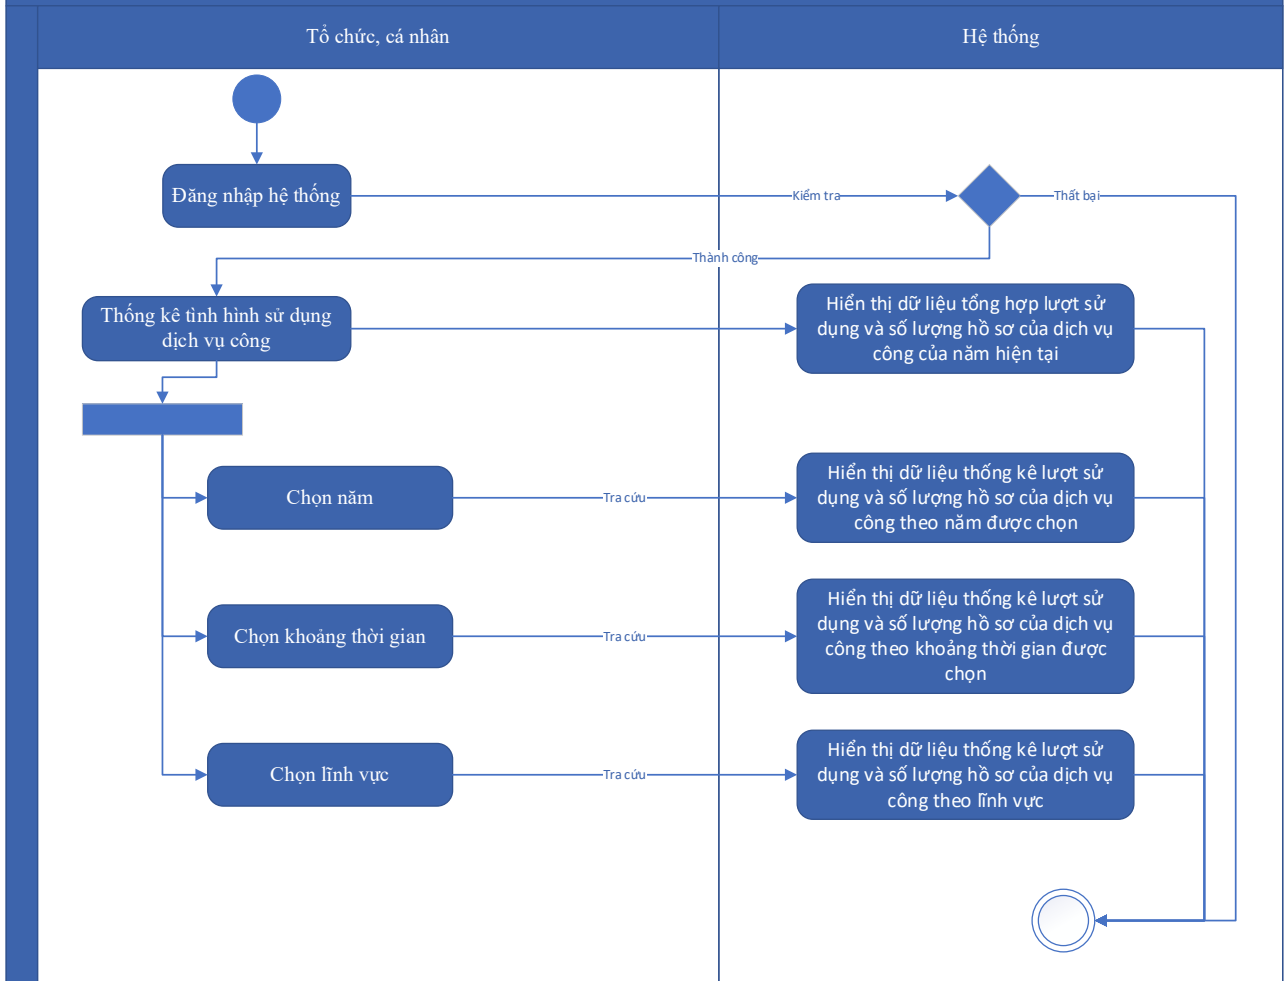 Tổ chức, cá nhân
Hệ thống
Đăng nhập hệ thống
Kiểm tra
Thất bại
Thành công
Thống kê tình hình sử dụng
dịch vụ công
Hiển thị dữ liệu tổng hợp lượt sử
dụng và số lượng hồ sơ của dịch vụ
công của năm hiện tại
Chọn năm
Tra cứu
Hiển thị dữ liệu thống kê lượt sử
dụng và số lượng hồ sơ của dịch vụ
công theo năm được chọn
Chọn khoảng thời gian
Tra cứu
Hiển thị dữ liệu thống kê lượt sử
dụng và số lượng hồ sơ của dịch vụ
công theo khoảng thời gian được
chọn
Chọn lĩnh vực
Tra cứu
Hiển thị dữ liệu thống kê lượt sử
dụng và số lượng hồ sơ của dịch vụ
công theo lĩnh vực